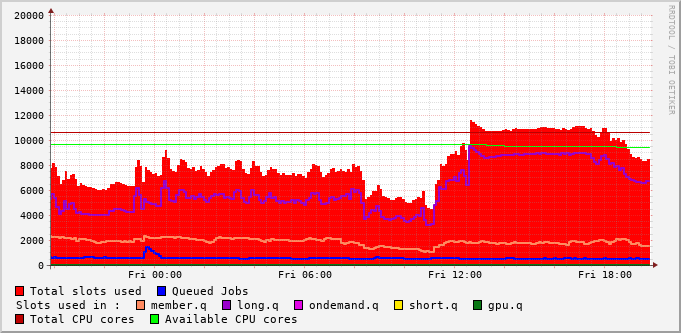 20000
18000
16000
14000
12000
10000
8000
6000
4000
2000
0
Fri 00:00 Fri 06:00 Fri 12:00 Fri 18:00
Total slots used Queued Jobs
Slots used in : member.q long.q ondemand.q short.q gpu.q
Total CPU cores Available CPU cores
RRDTOOL / TOBI OETIKER